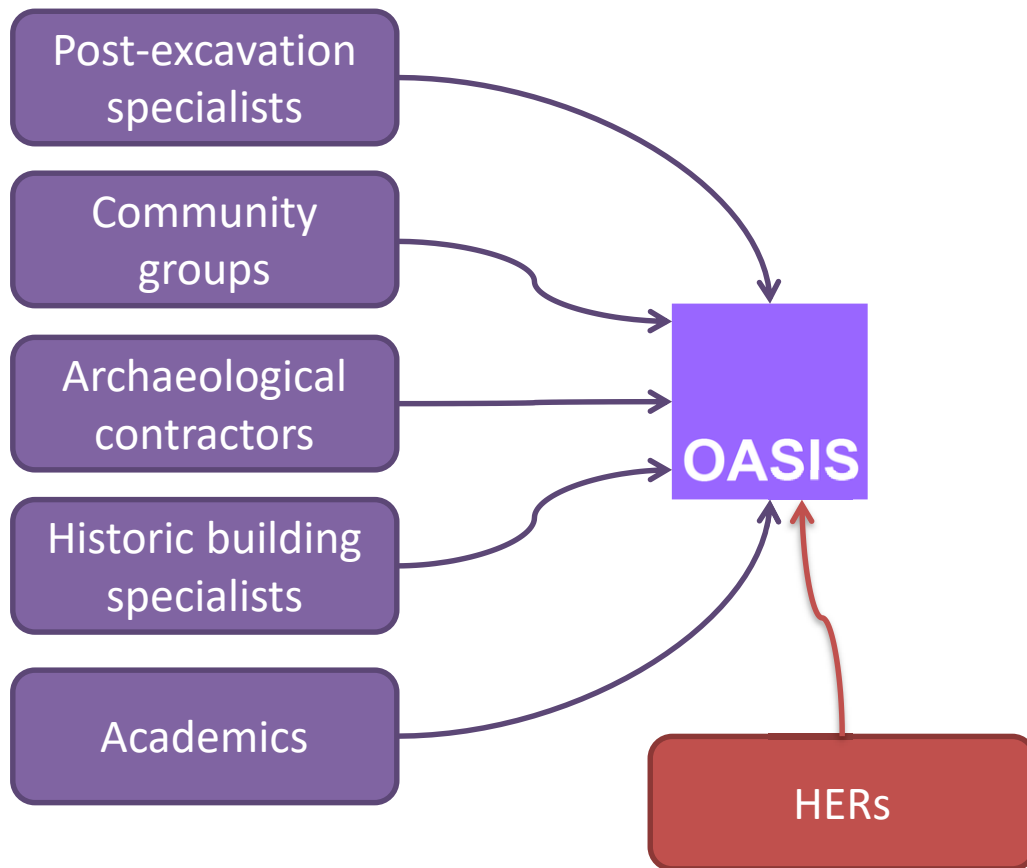 Post-excavation
specialists
Community
groups
Archaeological
contractors
OASIS
Historic building
specialists
Academics
HERs